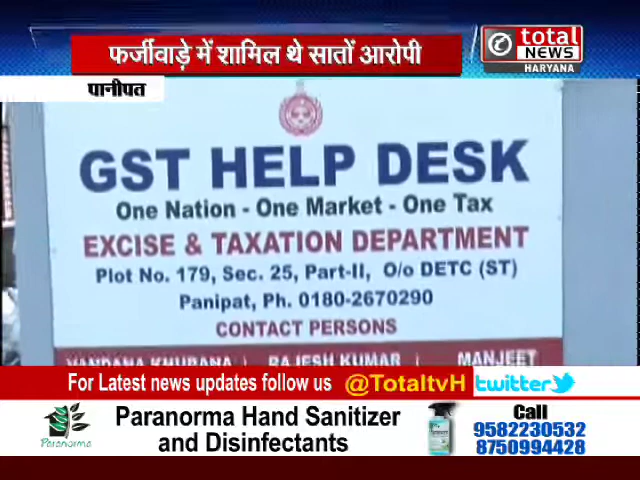 फर्जीवाड़े में शामिल थे सातों आरोपी
total
NEWS
HARYANA
पानीपत
GST HELP DESK
One Nation - One Market - One Tax
EXCISE & TAXATION DEPARTMENT
Plot No. 179, Sec. 25, Part-II, O/o DETC (ST)
Panipat, Ph. 0180-2670290
CONTACT PERSONS
VANDANA KHURANA | RAJESH KUMAR | MANJEET
For Latest news updates follow us @TotaltvH twitter
Paranorma
Paranorma Hand Sanitizer
and Disinfectants
Call
9582230532
8750994428